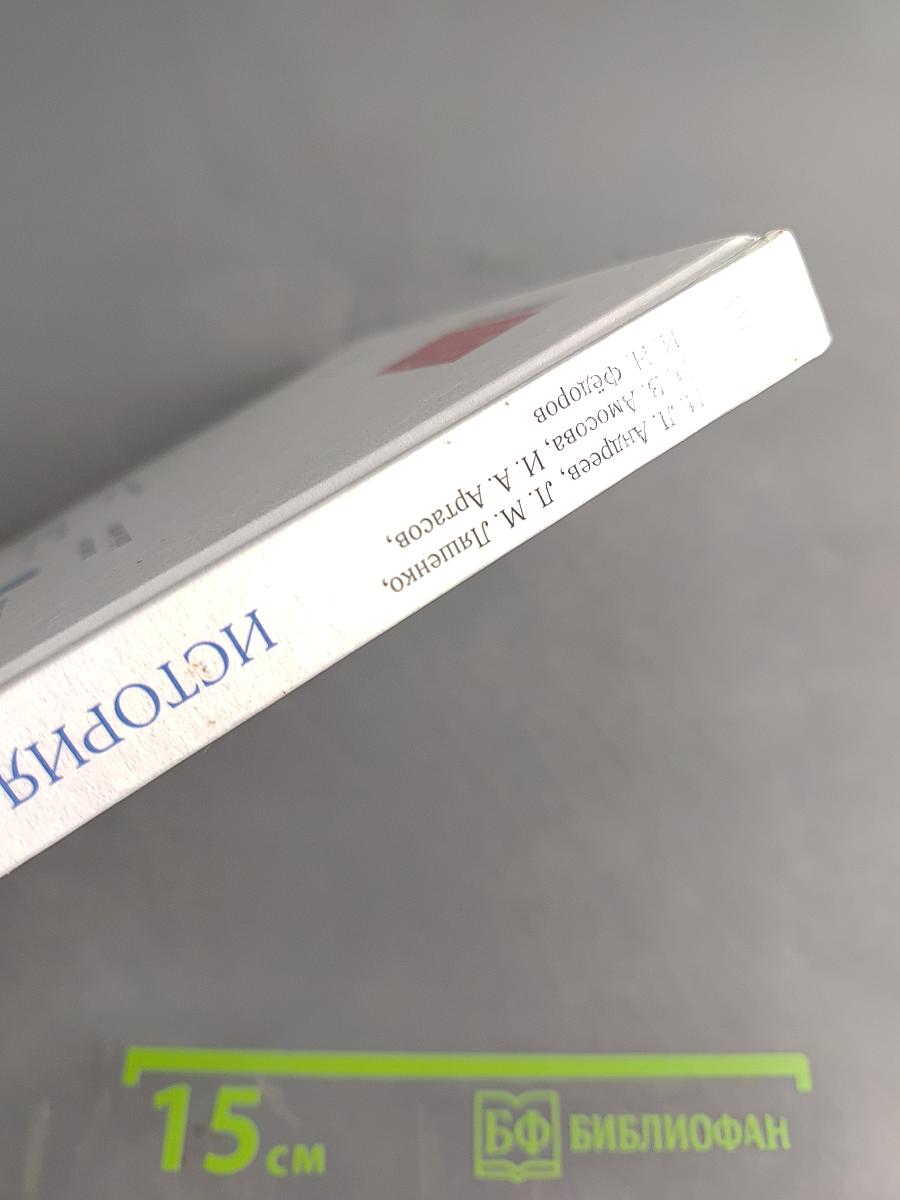 И. Л. Андреев, Л. М. Ляшенко,
И. В. Амосова, И. А. Артасов,
И. Н. Фёдоров
ИСТОРИЯ
15 см
БФ БИБЛИОФАН